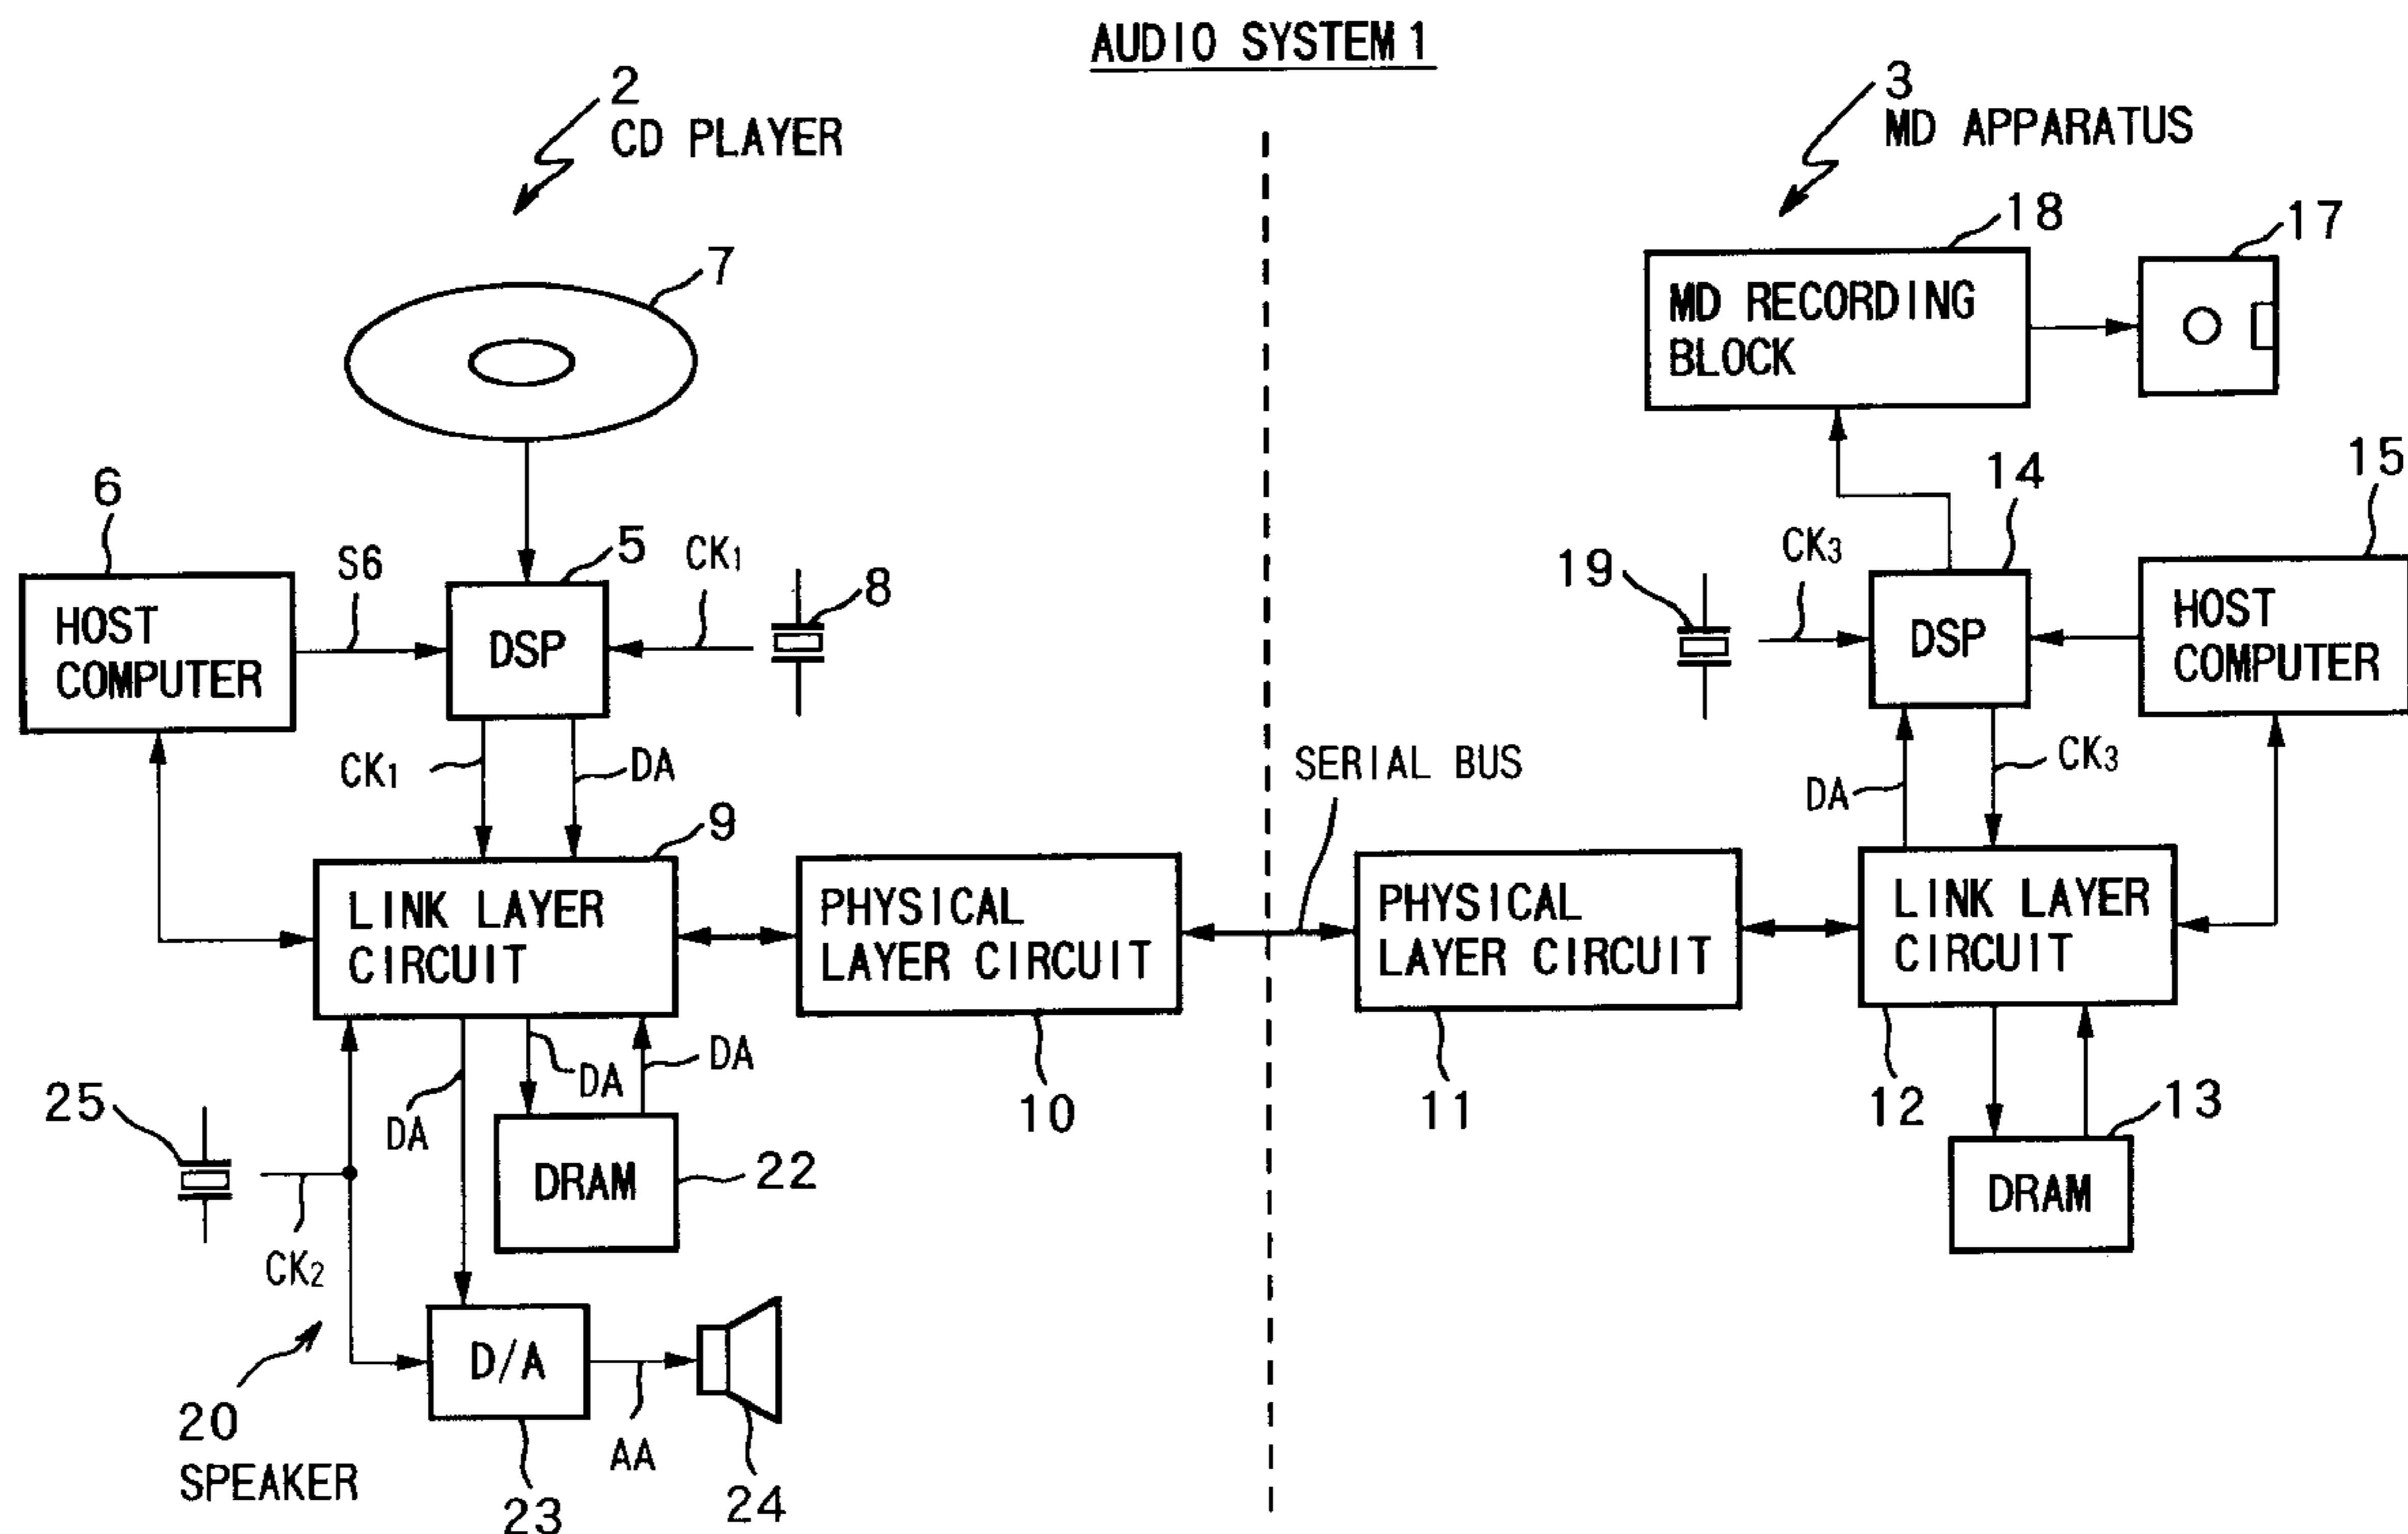 AUDIO SYSTEM 1
2
CD PLAYER
3
MD APPARATUS
7
18
17
MD RECORDING
BLOCK
6
S6
5
CK1
8
HOST
COMPUTER
DSP
19
CK3
14
15
DSP
HOST
COMPUTER
CK1
DA
SERIAL BUS
DA
CK3
9
LINK LAYER
CIRCUIT
PHYSICAL
LAYER CIRCUIT
PHYSICAL
LAYER CIRCUIT
LINK LAYER
CIRCUIT
DA
DA
DA
10
11
12
13
25
CK2
DRAM
22
DRAM
D/A
AA
20
SPEAKER
23
24